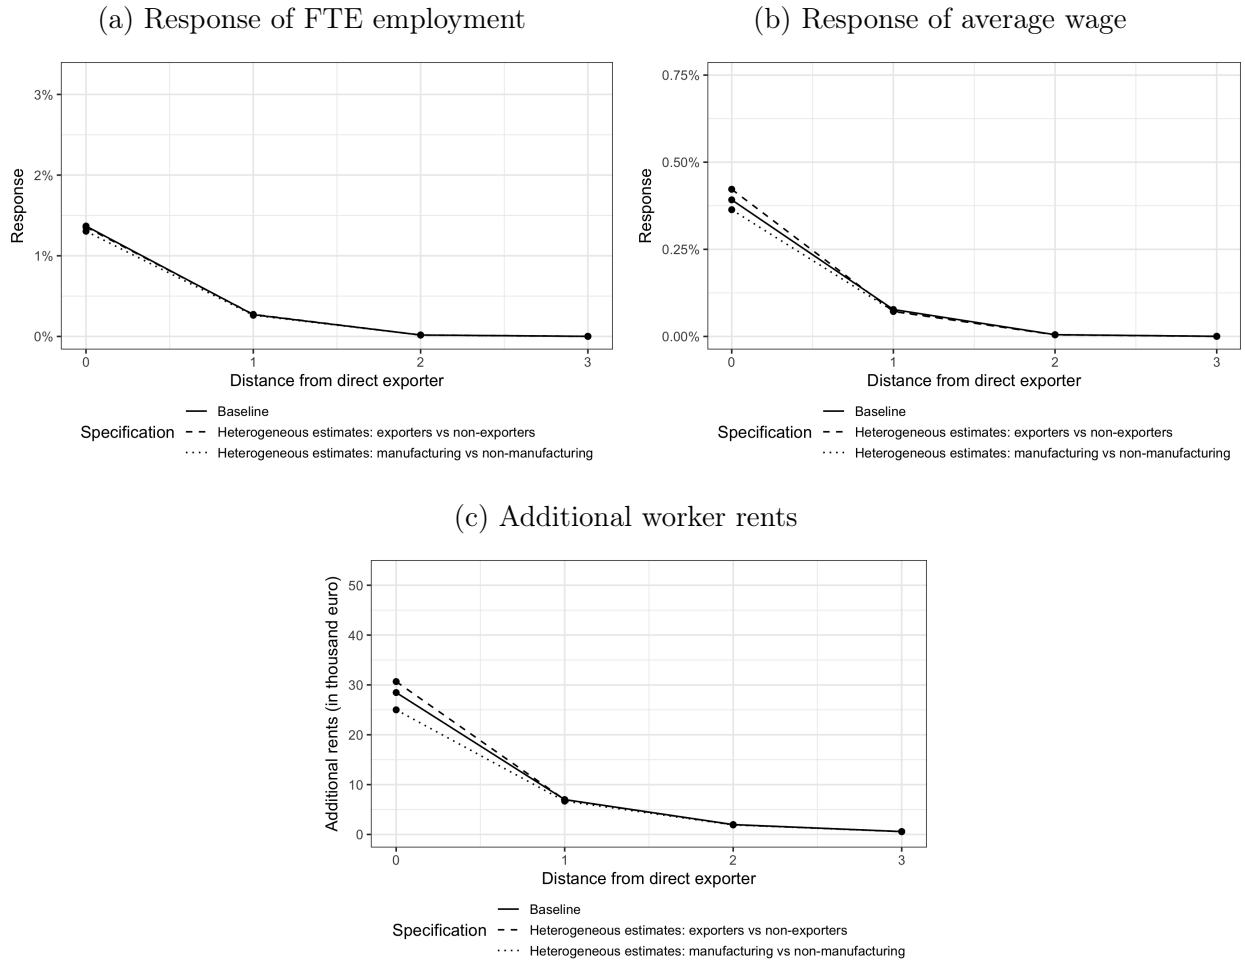 (a) Response of FTE employment
Response
3%
2%
1%
0%
0 1 2 3
Distance from direct exporter
Specification
Baseline
Heterogeneous estimates: exporters vs non-exporters
Heterogeneous estimates: manufacturing vs non-manufacturing
(b) Response of average wage
Response
0.75%
0.50%
0.25%
0.00%
0 1 2 3
Distance from direct exporter
Specification
Baseline
Heterogeneous estimates: exporters vs non-exporters
Heterogeneous estimates: manufacturing vs non-manufacturing
(c) Additional worker rents
Additional rents (in thousand euro)
50
40
30
20
10
0
0 1 2 3
Distance from direct exporter
Specification
Baseline
Heterogeneous estimates: exporters vs non-exporters
Heterogeneous estimates: manufacturing vs non-manufacturing